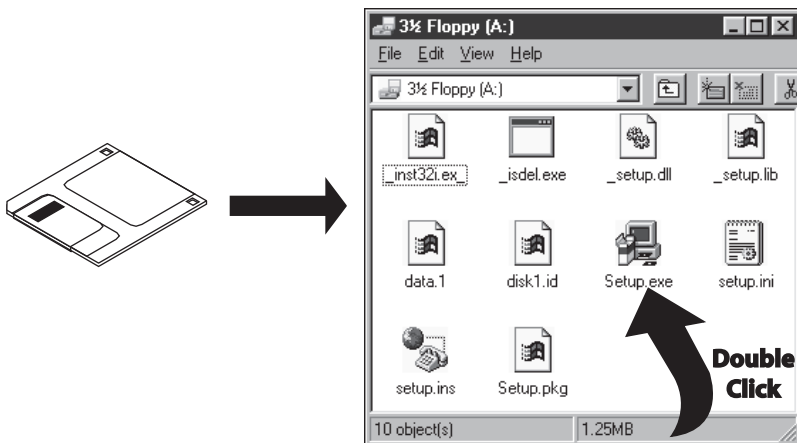 3½ Floppy (A:)
File Edit View Help
3½ Floppy (A:)
_inst32i.ex_ _isdel.exe _setup.dll _setup.lib
data.1 disk1.id Setup.exe setup.ini
setup.ins Setup.pkg
Double
Click
10 object(s) 1.25MB